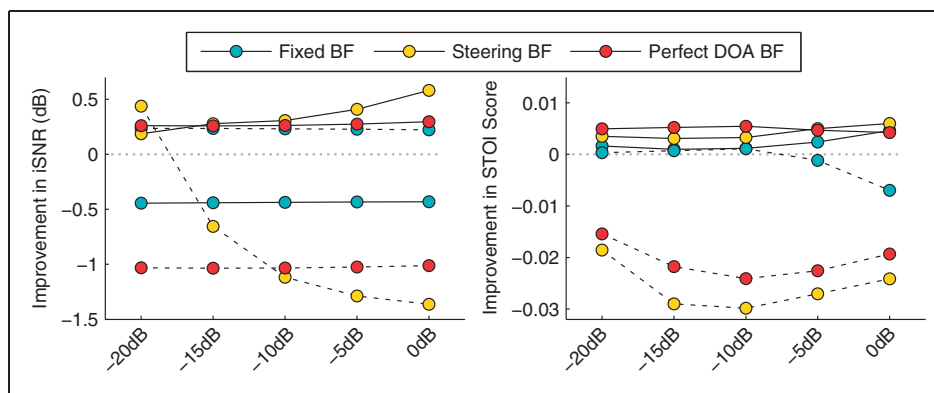 Fixed BF Steering BF Perfect DOA BF
Improvement in iSNR (dB)
0.5
0
−0.5
−1
−1.5
−20dB −15dB −10dB −5dB 0dB
Improvement in STOI Score
0.01
0
−0.01
−0.02
−0.03
−20dB −15dB −10dB −5dB 0dB